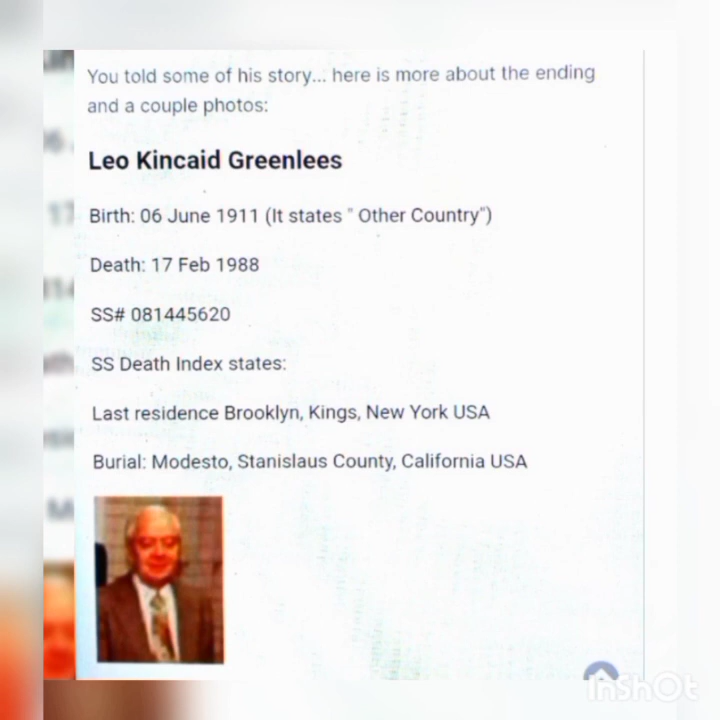 You told some of his story... here is more about the ending
and a couple photos:
Leo Kincaid Greenlees
Birth: 06 June 1911 (It states " Other Country")
Death: 17 Feb 1988
SS# 081445620
SS Death Index states:
Last residence Brooklyn, Kings, New York USA
Burial: Modesto, Stanislaus County, California USA
InShOt